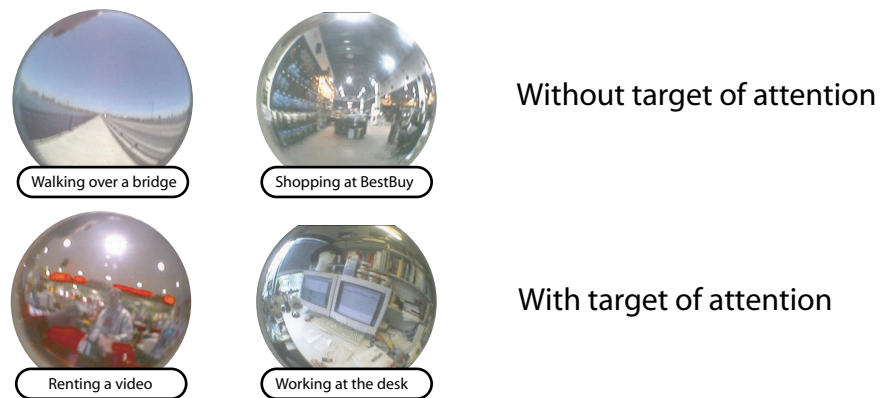 Without target of attention
Walking over a bridge
Shopping at BestBuy
With target of attention
Renting a video
Working at the desk